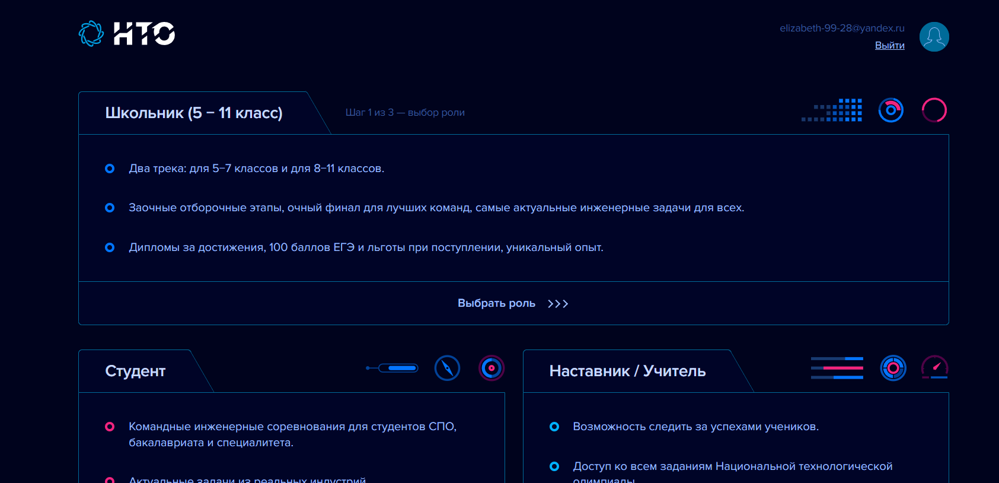 НТО
elizabeth-99-28@yandex.ru
Выйти
Школьник (5 – 11 класс)
Шаг 1 из 3 — выбор роли
Два трека: для 5–7 классов и для 8–11 классов.
Заочные отборочные этапы, очный финал для лучших команд, самые актуальные инженерные задачи для всех.
Дипломы за достижения, 100 баллов ЕГЭ и льготы при поступлении, уникальный опыт.
Выбрать роль
Студент
Командные инженерные соревнования для студентов СПО,
бакалавриата и специалитета.
Актуальные задачи из реальных индустрий.
Наставник / Учитель
Возможность следить за успехами учеников.
Доступ ко всем заданиям Национальной технологической
олимпиады.